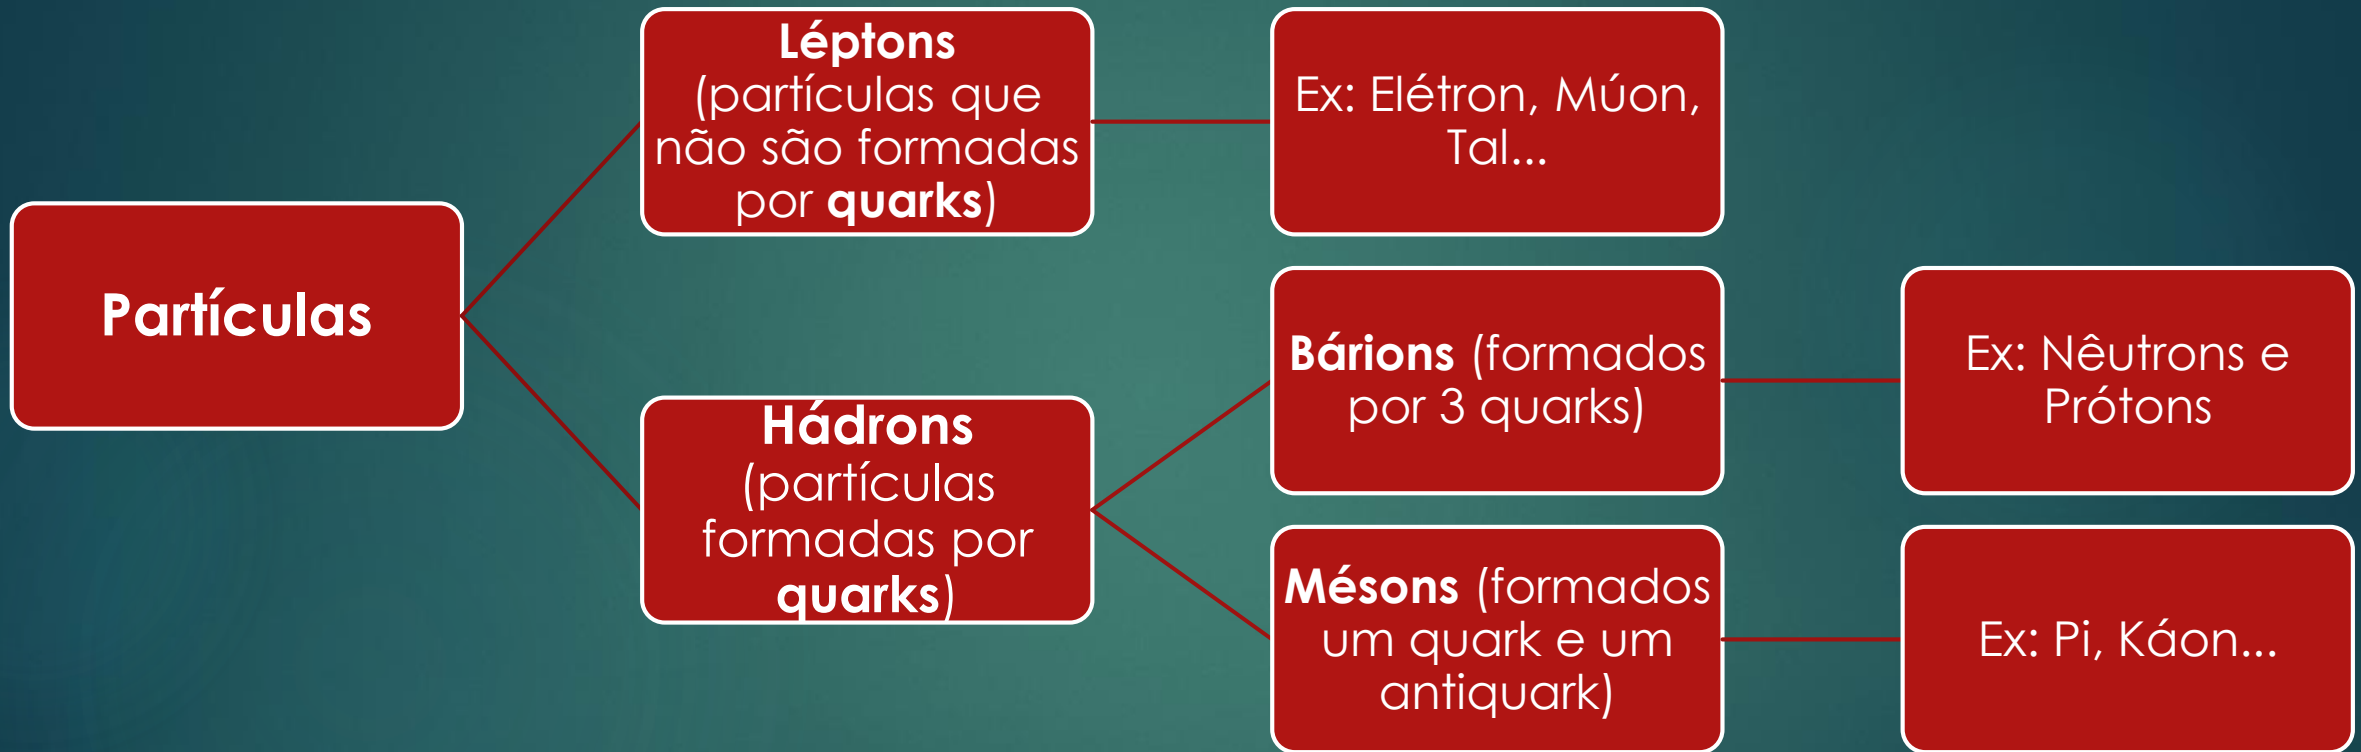 Partículas
Léptons
(partículas que
não são formadas
por quarks)
Ex: Elétron, Múon,
Tal...
Hádrons
(partículas
formadas por
quarks)
Bárions (formados
por 3 quarks)
Ex: Nêutrons e
Prótons
Mésons (formados
um quark e um
antiquark)
Ex: Pi, Káon...